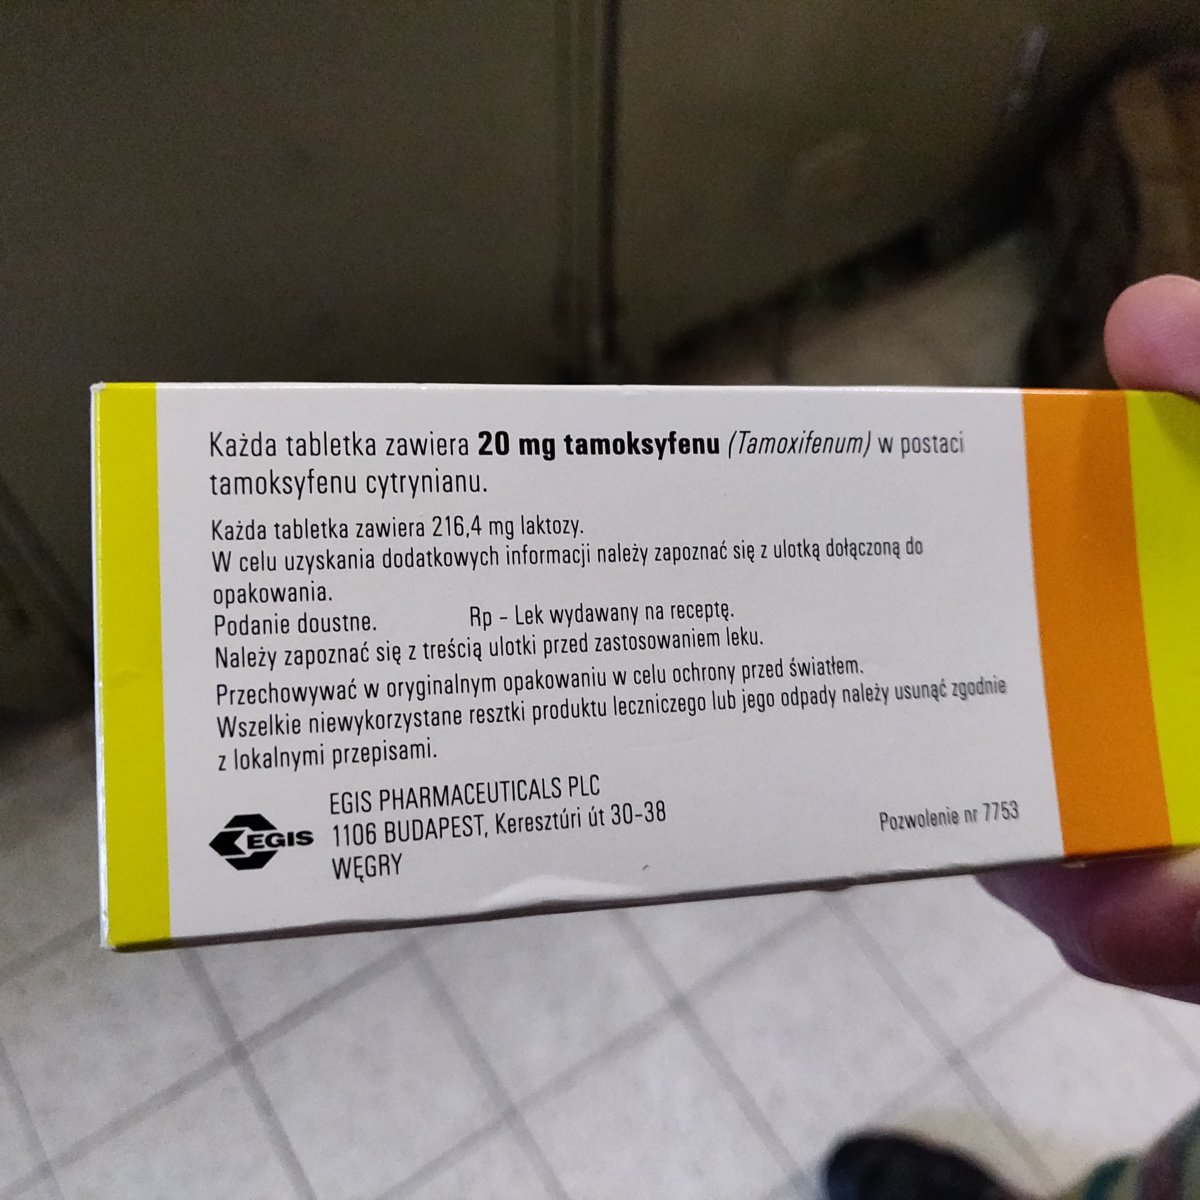 Każda tabletka zawiera 20 mg tamoksyfenu (Tamoxifenum) w postaci
tamoksyfenu cytrynianu.
Każda tabletka zawiera 216,4 mg laktozy.
W celu uzyskania dodatkowych informacji należy zapoznać się z ulotką dołączoną do
opakowania.
Podanie doustne. Rp - Lek wydawany na receptę.
Należy zapoznać się z treścią ulotki przed zastosowaniem leku.
Przechowywać w oryginalnym opakowaniu w celu ochrony przed światłem.
Wszelkie niewykorzystane resztki produktu leczniczego lub jego odpady należy usunąć zgodnie
z lokalnymi przepisami.
EGIS
EGIS PHARMACEUTICALS PLC
1106 BUDAPEST, Keresztúri út 30-38
WĘGRY
Pozwolenie nr 7753